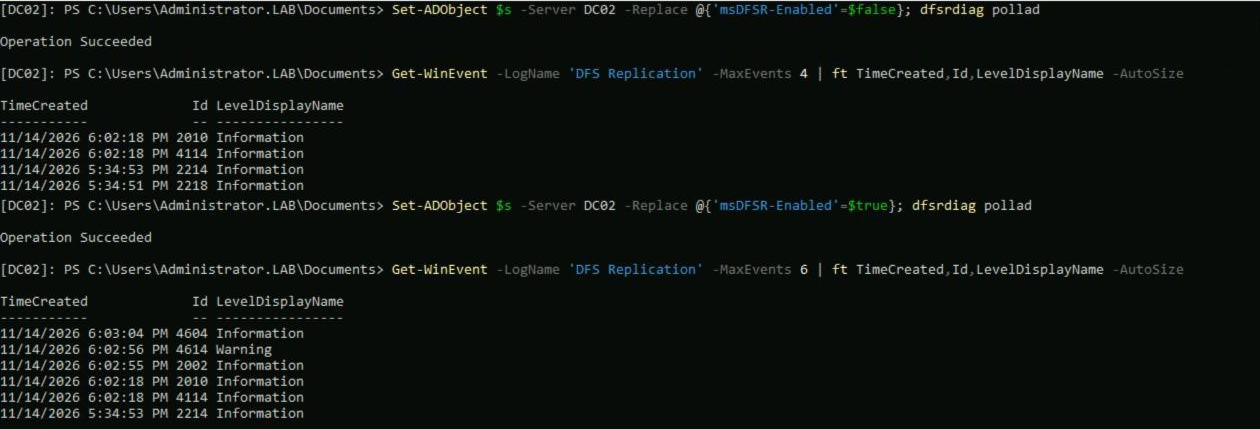 [DC02]: PS C:\Users\Administrator.LAB\Documents> Set-ADObject $s -Server DC02 -Replace @{'msDFSR-Enabled'=$false}; dfsrdiag pollad
Operation Succeeded
[DC02]: PS C:\Users\Administrator.LAB\Documents> Get-WinEvent -LogName 'DFS Replication' -MaxEvents 4 | ft TimeCreated,Id,LevelDisplayName -AutoSize
TimeCreated Id LevelDisplayName
----------- -- ----------------
11/14/2026 6:02:18 PM 2010 Information
11/14/2026 6:02:18 PM 4114 Information
11/14/2026 5:34:53 PM 2214 Information
11/14/2026 5:34:51 PM 2218 Information
[DC02]: PS C:\Users\Administrator.LAB\Documents> Set-ADObject $s -Server DC02 -Replace @{'msDFSR-Enabled'=$true}; dfsrdiag pollad
Operation Succeeded
[DC02]: PS C:\Users\Administrator.LAB\Documents> Get-WinEvent -LogName 'DFS Replication' -MaxEvents 6 | ft TimeCreated,Id,LevelDisplayName -AutoSize
TimeCreated Id LevelDisplayName
----------- -- ----------------
11/14/2026 6:03:04 PM 4604 Information
11/14/2026 6:02:56 PM 4614 Warning
11/14/2026 6:02:55 PM 2002 Information
11/14/2026 6:02:18 PM 2010 Information
11/14/2026 6:02:18 PM 4114 Information
11/14/2026 5:34:53 PM 2214 Information